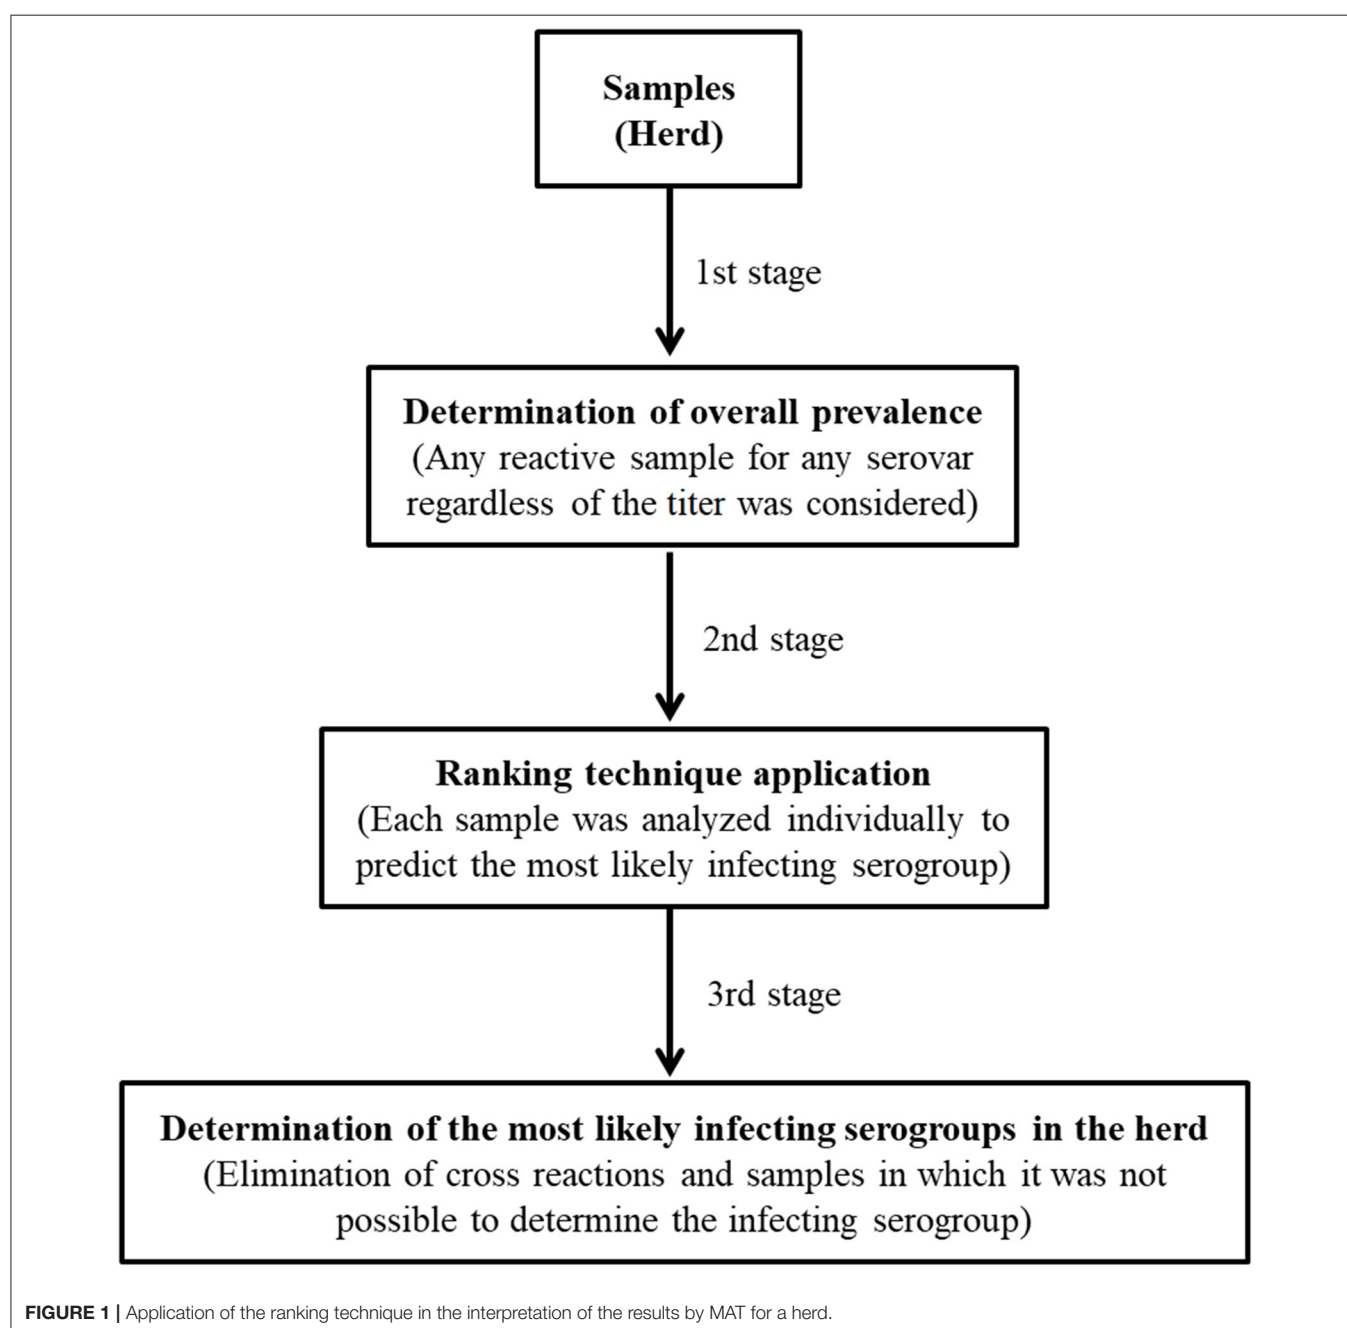 Samples
(Herd)
1st stage
Determination of overall prevalence
(Any reactive sample for any serovar
regardless of the titer was considered)
2nd stage
Ranking technique application
(Each sample was analyzed individually to
predict the most likely infecting serogroup)
3rd stage
Determination of the most likely infecting serogroups in the herd
(Elimination of cross reactions and samples in which it was not
possible to determine the infecting serogroup)
FIGURE 1 | Application of the ranking technique in the interpretation of the results by MAT for a herd.